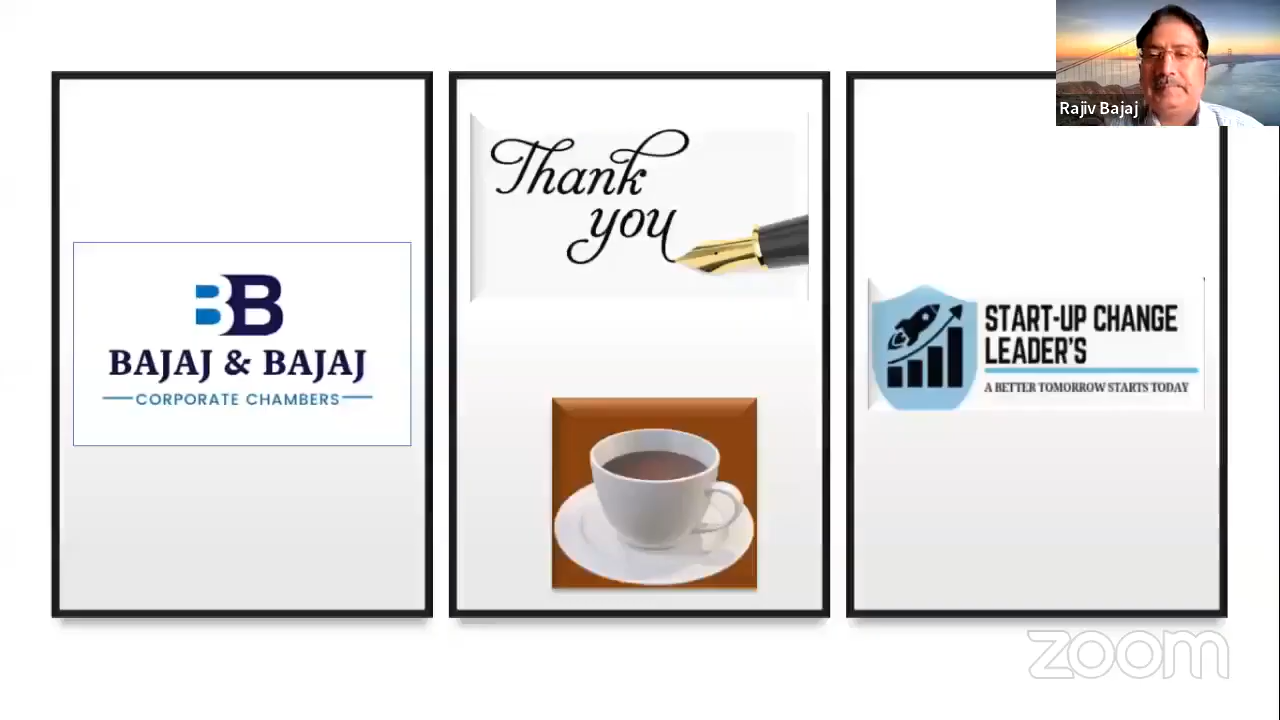 Rajiv Bajaj
BB
BAJAJ & BAJAJ
CORPORATE CHAMBERS
Thank
you
START-UP CHANGE
LEADER'S
A BETTER TOMORROW STARTS TODAY
zoom